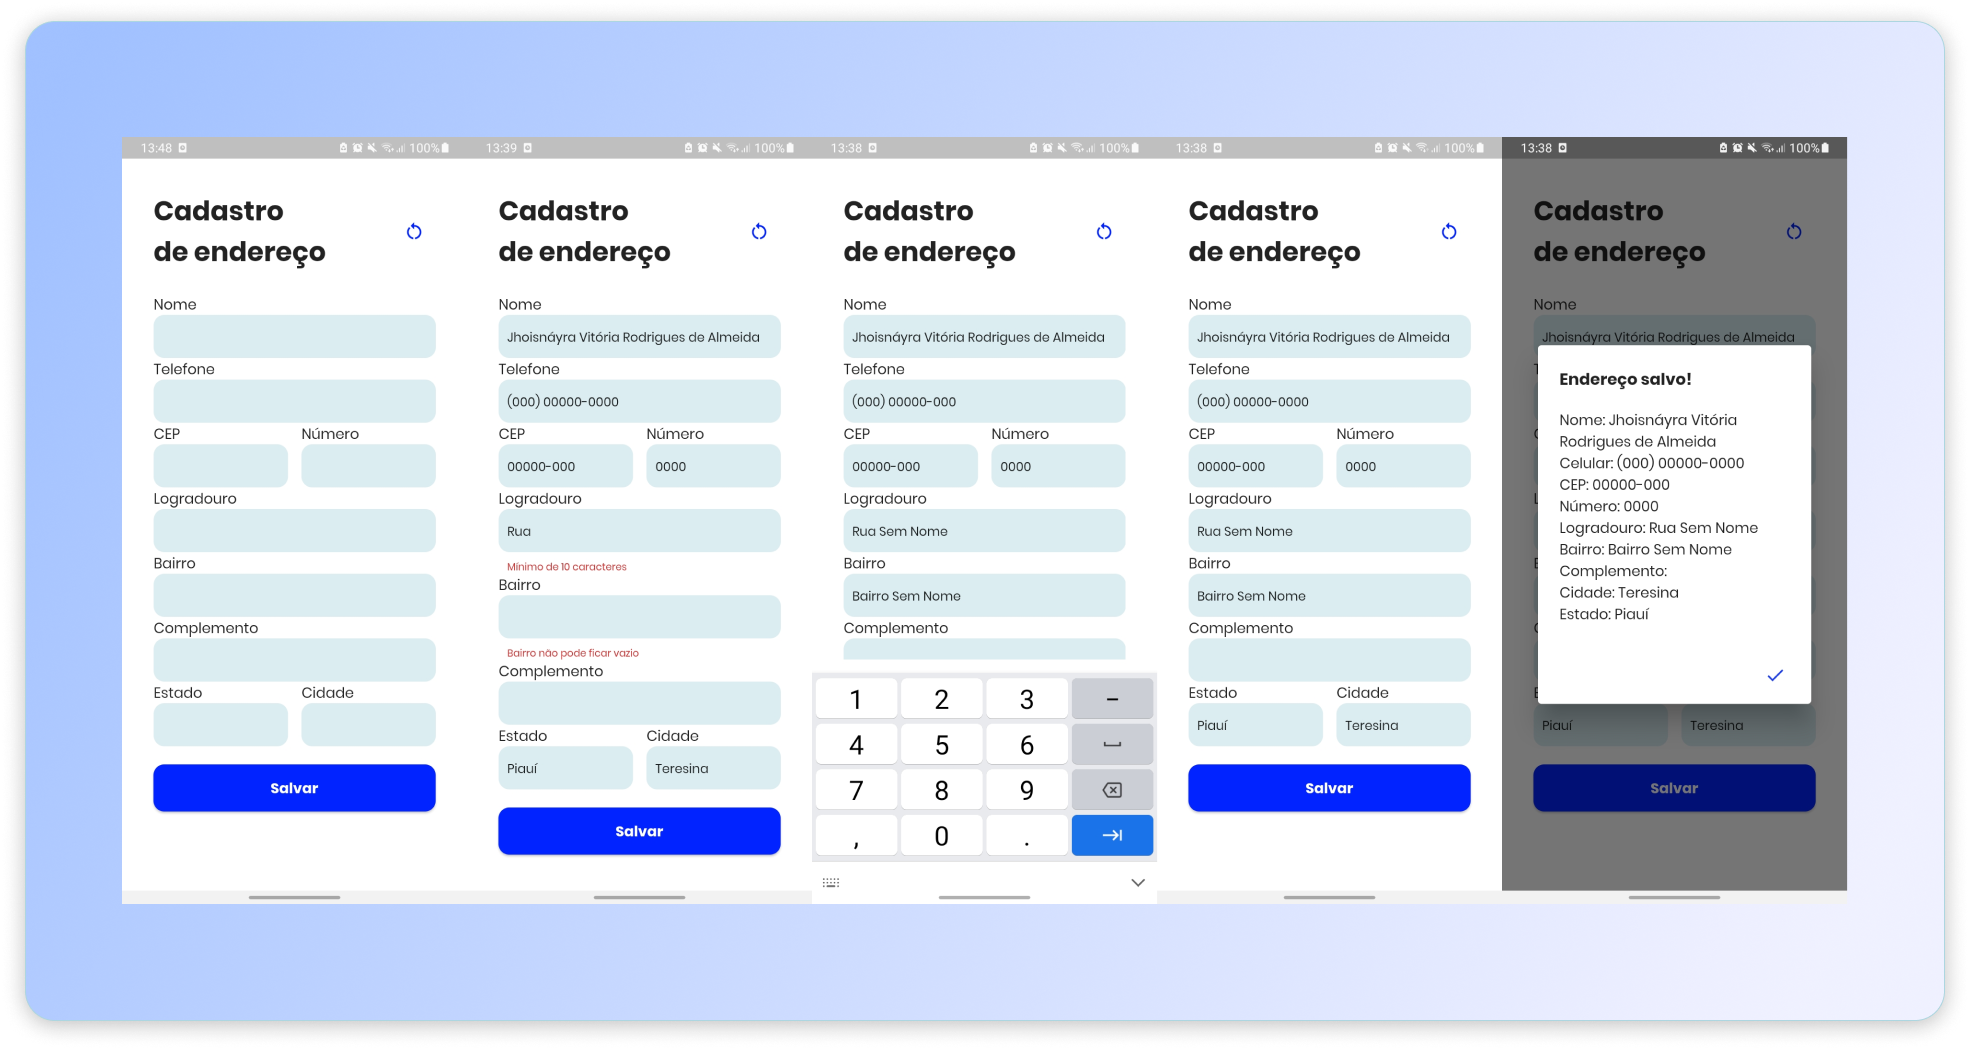 13:48
100%
Cadastro
de endereço
Nome
Telefone
CEP Número
Logradouro
Bairro
Complemento
Estado Cidade
Salvar
13:39
100%
Cadastro
de endereço
Nome
Jhoisnáyra Vitória Rodrigues de Almeida
Telefone
(000) 00000-0000
CEP Número
00000-000 0000
Logradouro
Rua
Mínimo de 10 caracteres
Bairro
Bairro não pode ficar vazio
Complemento
Estado Cidade
Piauí Teresina
Salvar
13:38
100%
Cadastro
de endereço
Nome
Jhoisnáyra Vitória Rodrigues de Almeida
Telefone
(000) 00000-000
CEP Número
00000-000 0000
Logradouro
Rua Sem Nome
Bairro
Bairro Sem Nome
Complemento
1 2 3 -
4 5 6
7 8 9
, 0 .
13:38
100%
Cadastro
de endereço
Nome
Jhoisnáyra Vitória Rodrigues de Almeida
Telefone
(000) 00000-0000
CEP Número
00000-000 0000
Logradouro
Rua Sem Nome
Bairro
Bairro Sem Nome
Complemento
Estado Cidade
Piauí Teresina
Salvar
13:38
100%
Cadastro
de endereço
Nome
Jhoisnáyra Vitória Rodrigues de Almeida
Endereço salvo!
Nome: Jhoisnáyra Vitória
Rodrigues de Almeida
Celular: (000) 00000-0000
CEP: 00000-000
Número: 0000
Logradouro: Rua Sem Nome
Bairro: Bairro Sem Nome
Complemento:
Cidade: Teresina
Estado: Piauí
Piauí Teresina
Salvar